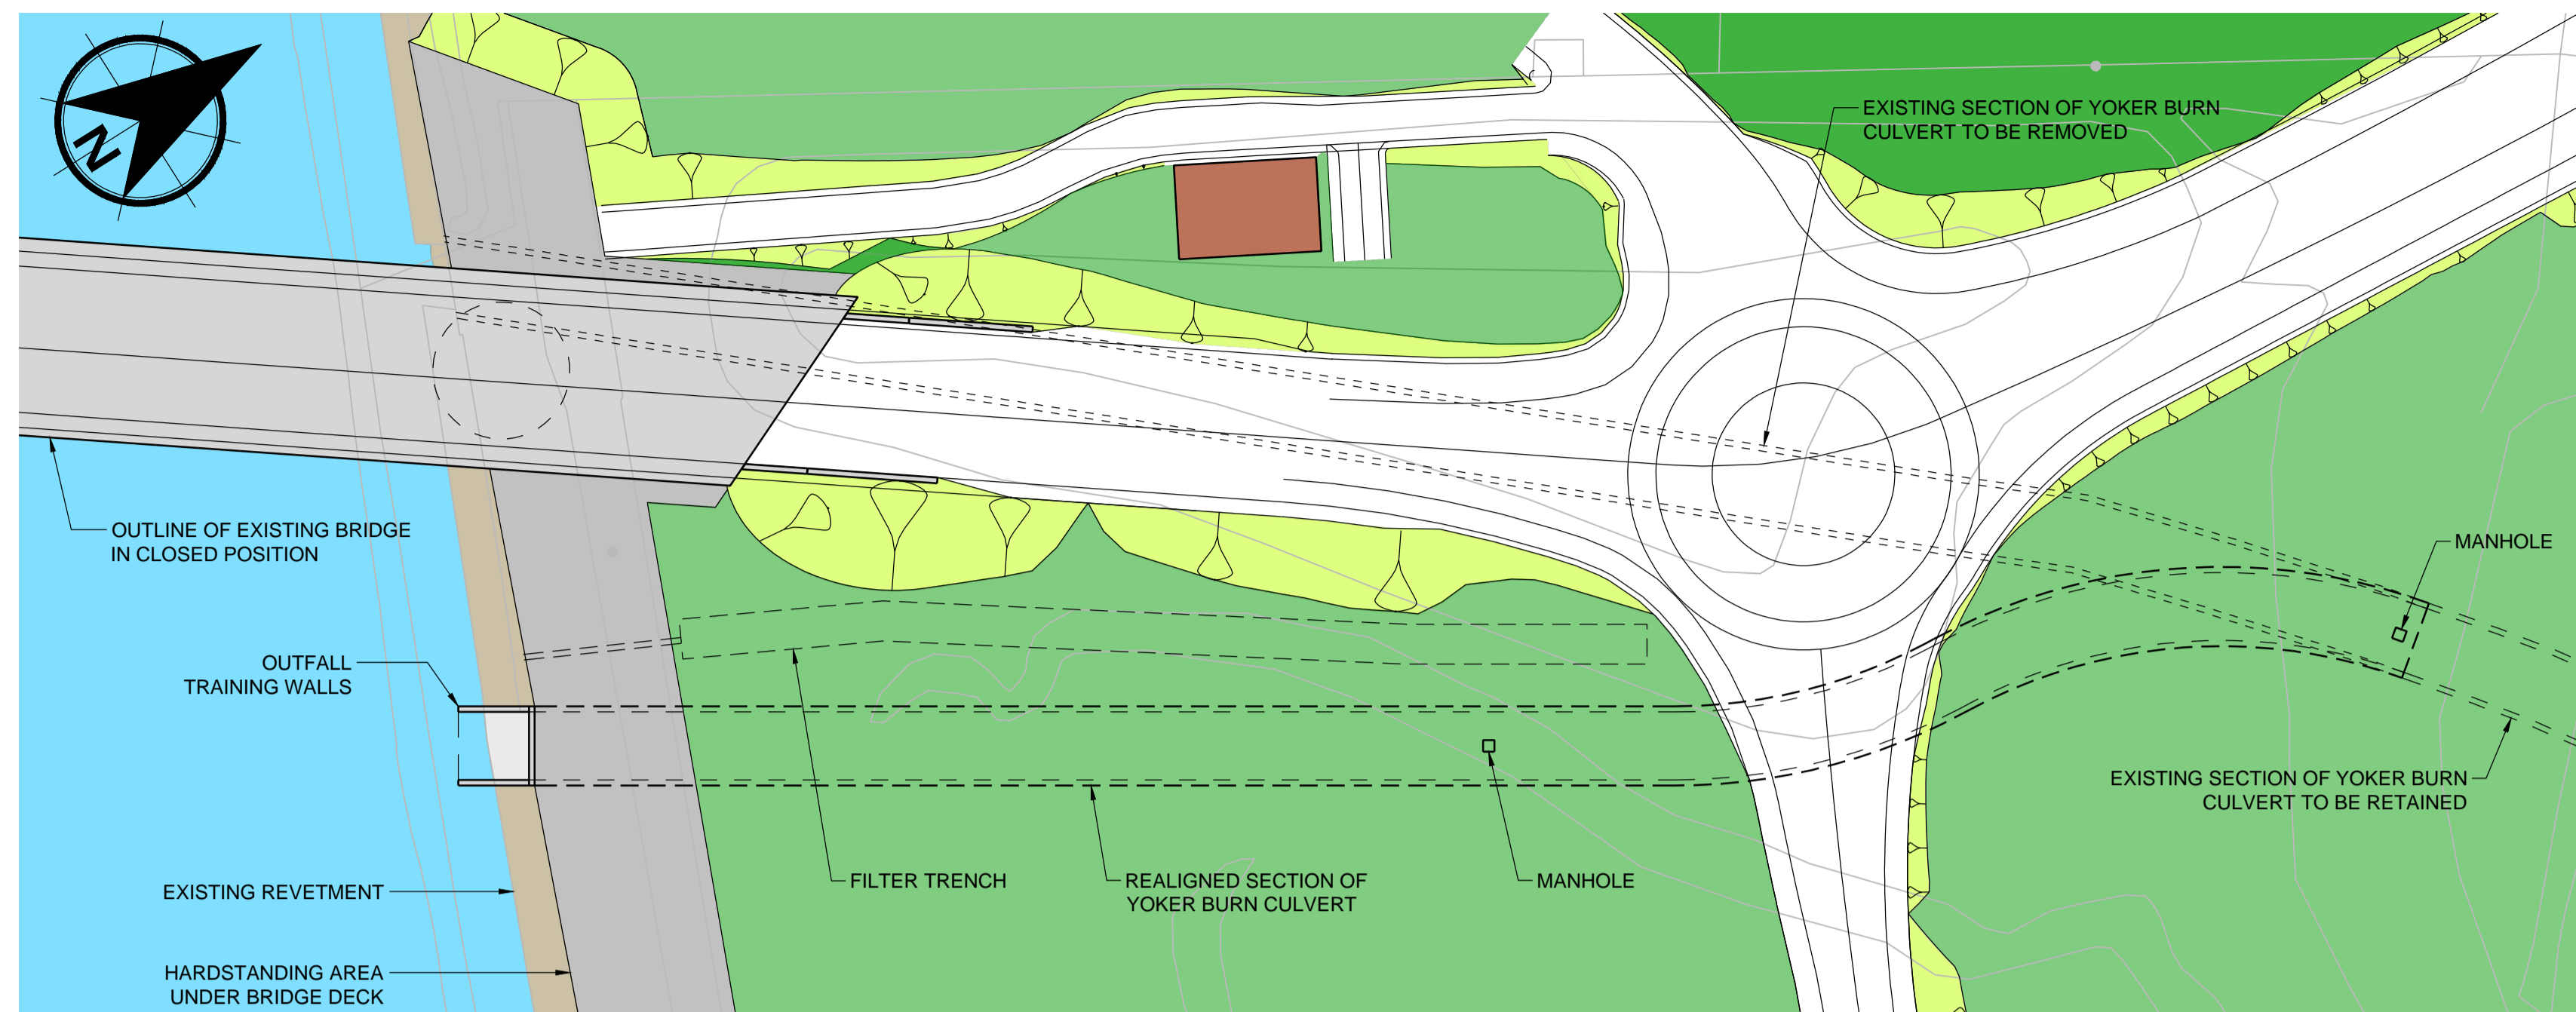 N
EXISTING SECTION OF YOKER BURN
CULVERT TO BE REMOVED
OUTLINE OF EXISTING BRIDGE
IN CLOSED POSITION
MANHOLE
OUTFALL
TRAINING WALLS
EXISTING SECTION OF YOKER BURN
CULVERT TO BE RETAINED
EXISTING REVETMENT
FILTER TRENCH
REALIGNED SECTION OF
YOKER BURN CULVERT
MANHOLE
HARDSTANDING AREA
UNDER BRIDGE DECK